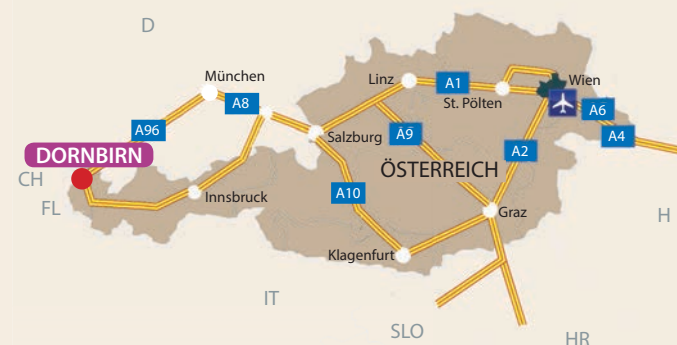 D
München
A8
A96
DORNBIRN
CH
FL
Innsbruck
Linz
A1
St. Pölten
Wien
A6
A4
Salzburg
A9
A2
ÖSTERREICH
A10
Graz
Klagenfurt
H
IT
SLO
HR